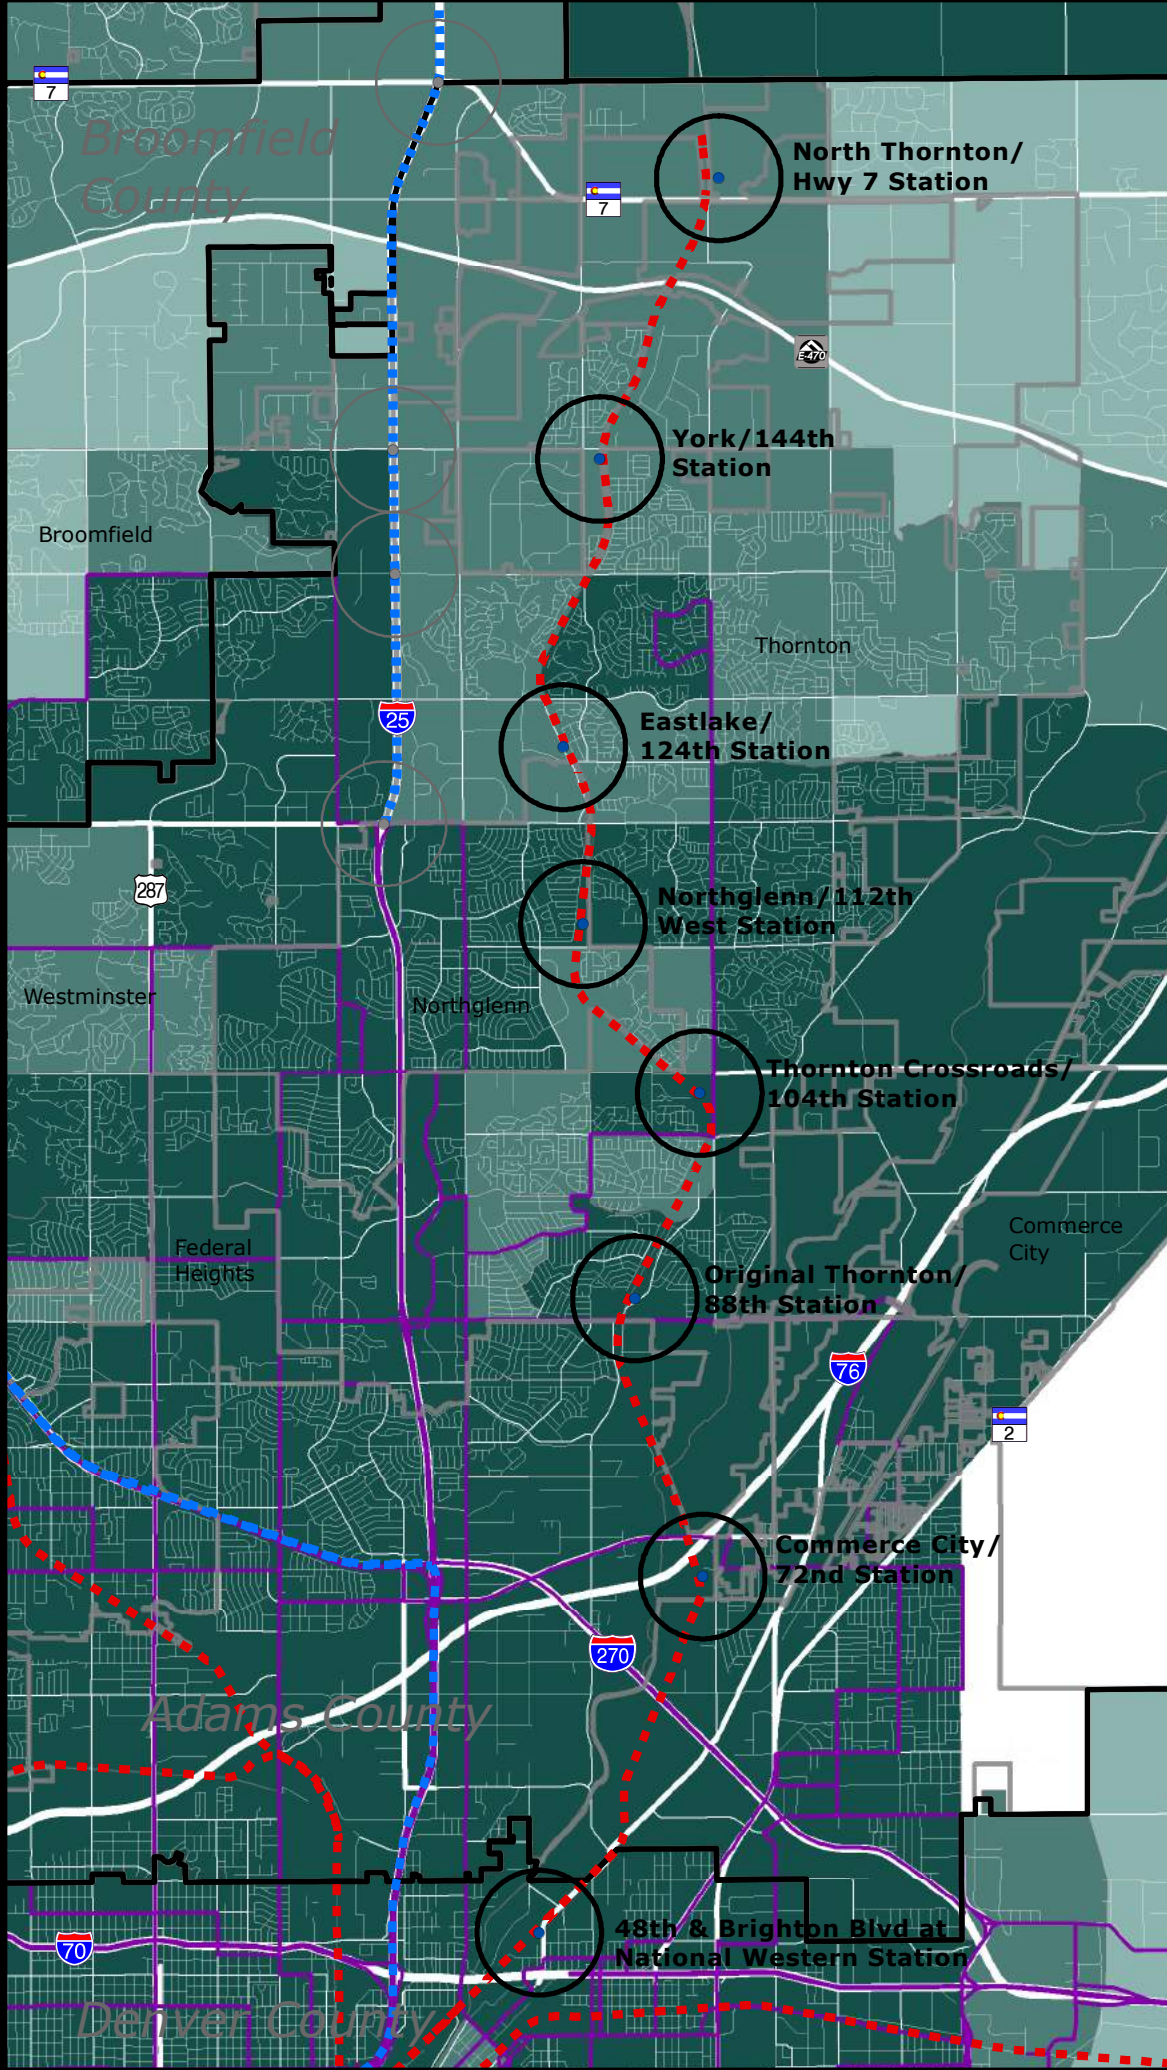 7
Broomfield
County
North Thornton/
Hwy 7 Station
7
E-470
York/144th
Station
Broomfield
Thornton
25
Eastlake/
124th Station
287
Northglenn/112th
West Station
Westminster
Northglenn
Thornton Crossroads/
104th Station
Commerce
City
Federal
Heights
Original Thornton/
88th Station
76
2
Commerce City/
72nd Station
270
Adams County
48th & Brighton Blvd at
National Western Station
70
Denver County